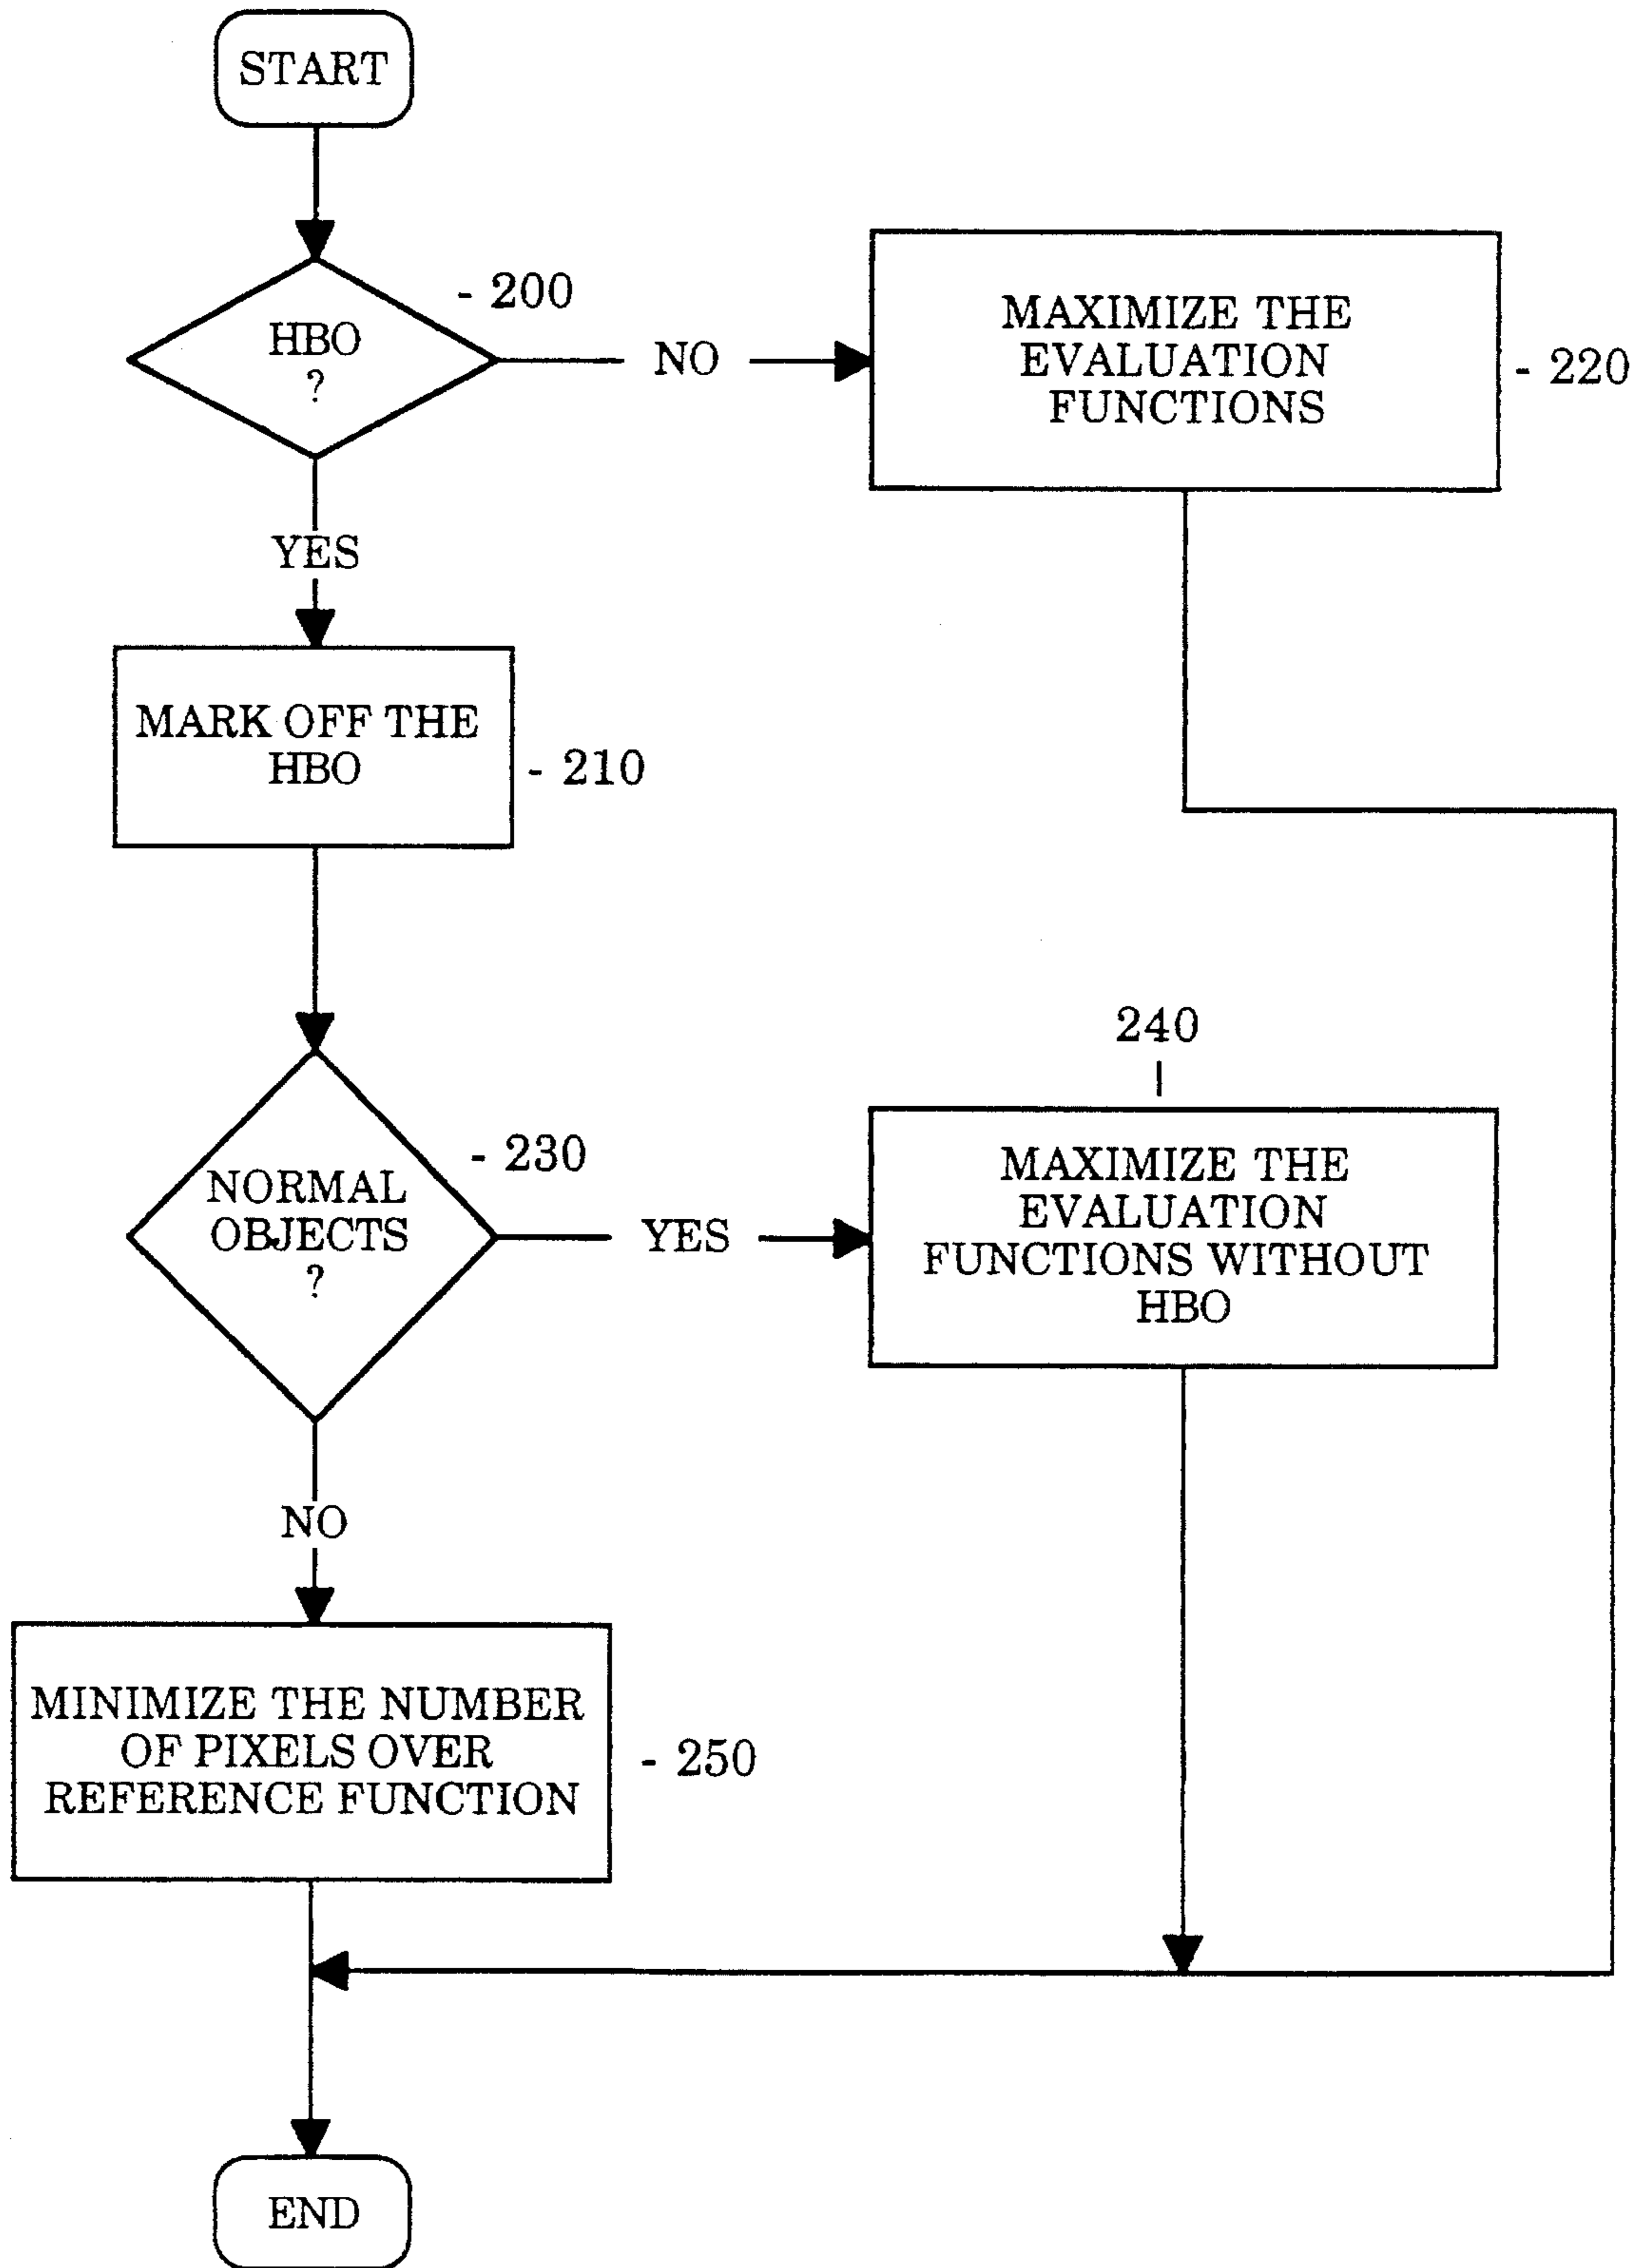 START
HBO
?
- 200
NO
MAXIMIZE THE
EVALUATION
FUNCTIONS
- 220
YES
MARK OFF THE
HBO
- 210
NORMAL
OBJECTS
?
- 230
YES
240
MAXIMIZE THE
EVALUATION
FUNCTIONS WITHOUT
HBO
NO
MINIMIZE THE NUMBER
OF PIXELS OVER
REFERENCE FUNCTION
- 250
END